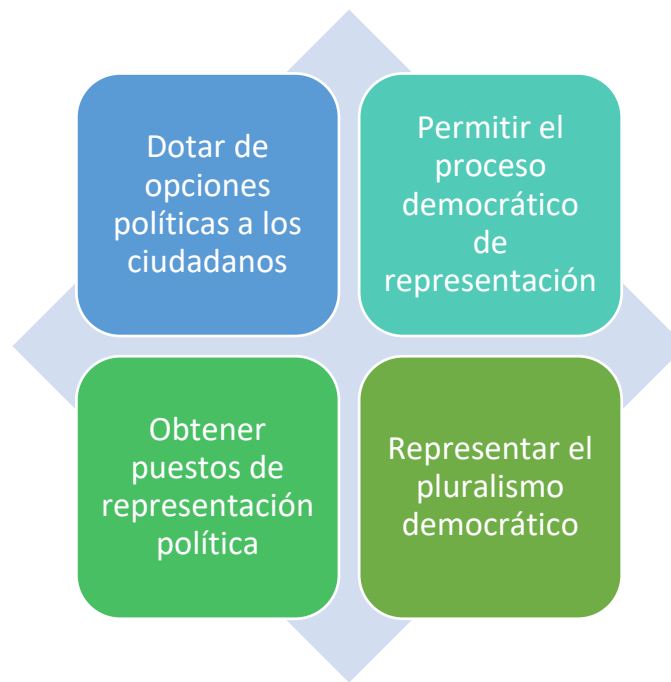 Dotar de
opciones
políticas a los
ciudadanos
Permitir el
proceso
democrático
de
representación
Obtener
puestos de
representación
política
Representar el
pluralismo
democrático